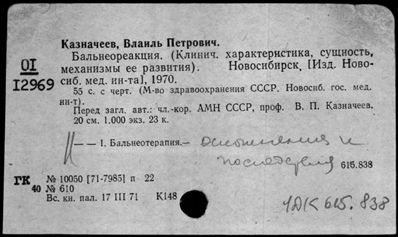 Казначеев, Влаиль Петрович.
Бальнеореакция. (Клинич. характеристика, сущность,
механизмы ее развития). Новосибирск, [Изд. Ново-
сиб. мед. ин-та], 1970.
OI
I2969
55 с. с черт. (М-во здравоохранения СССР. Новосиб. гос. мед.
ин-т).
Перед загл. авт.: чл.-кор. АМН СССР, проф. В. П. Казначеев.
20 см. 1.000 экз. 23 к.
— I. Бальнеотерапия. — осложнения и
последствия
615.838
ГК № 10050 [71-7985] п 22
40 № 610
Вс. кн. пал. 17 III 71 К148
УДК 615.838